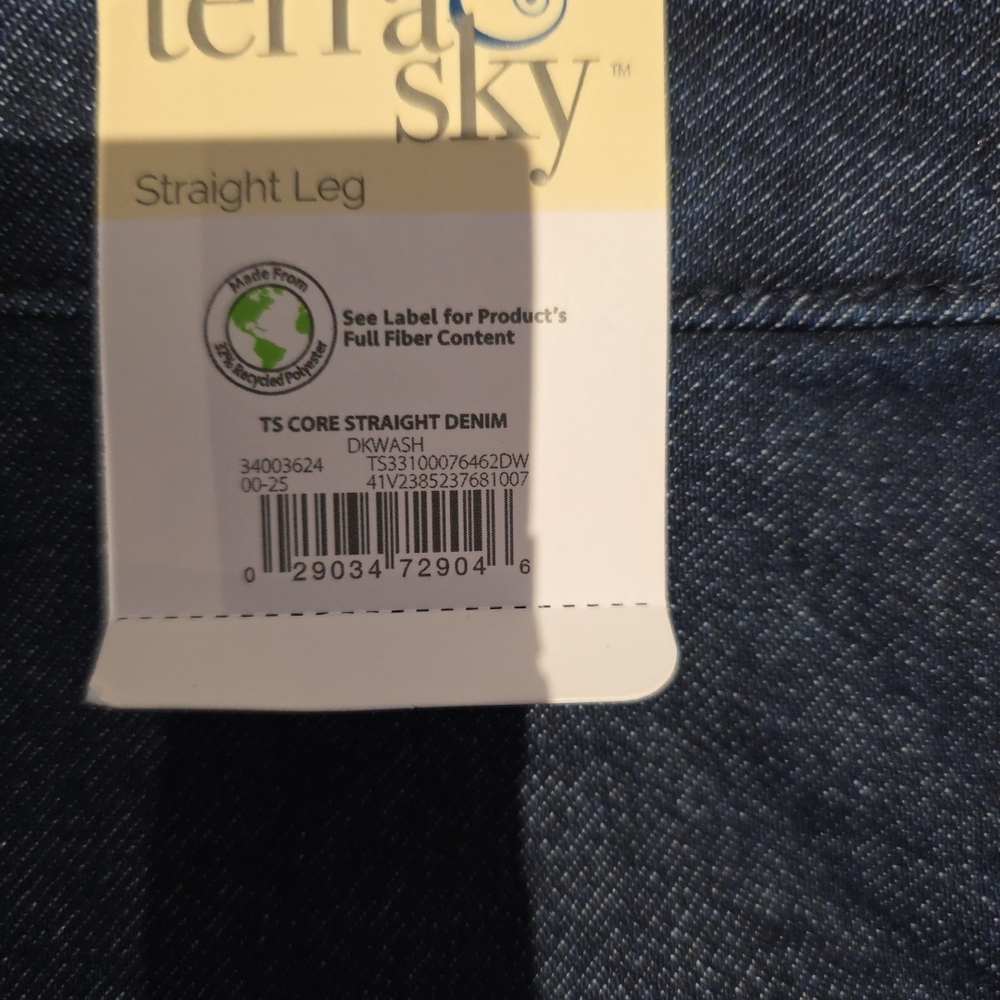 terra
sky™
Straight Leg
Made From
32% Recycled Polyester
See Label for Product's
Full Fiber Content
TS CORE STRAIGHT DENIM
DKWASH
34003624 TS33100076462DW
00-25 41V2385237681007
0 29034 72904 6